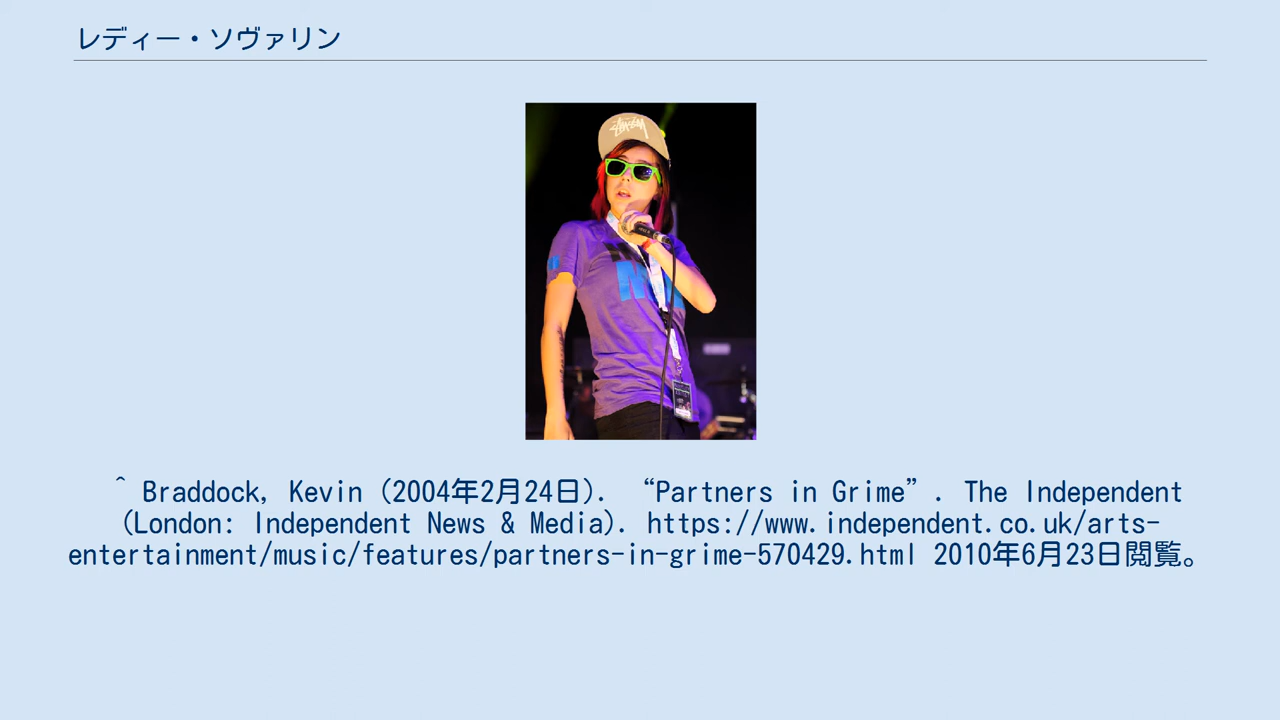 レディー・ソヴァリン
^ Braddock, Kevin (2004年2月24日). “Partners in Grime”. The Independent
(London: Independent News & Media). https://www.independent.co.uk/arts-
entertainment/music/features/partners-in-grime-570429.html 2010年6月23日閲覧。